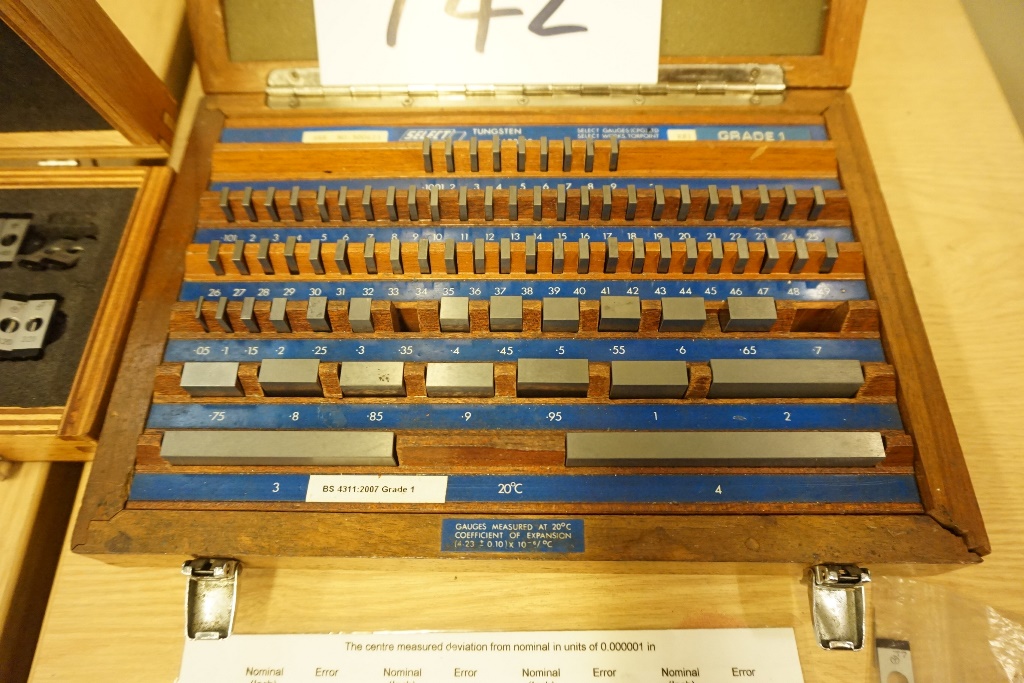 142
SELECT TUNGSTEN SELECT GAUGES GRADE 1
SELECT WORKS, TORPOINT
·1001 2 3 4 5 6 7 8 9
·101 2 3 4 5 6 7 8 9 10 11 12 13 14 15 16 17 18 19 20 21 22 23 24 25
26 27 28 29 30 31 32 33 34 35 36 37 38 39 40 41 42 43 44 45 46 47 48 49
·05 ·1 ·15 ·2 ·25 ·3 ·35 ·4 ·45 ·5 ·55 ·6 ·65 ·7
·75 ·8 ·85 ·9 ·95 1 2
3 BS 4311:2007 Grade 1 20°C 4
GAUGES MEASURED AT 20°C
COEFFICIENT OF EXPANSION
(4·23 ± 0·10) x 10⁻⁶/°C
The centre measured deviation from nominal in units of 0.000001 in
Nominal Error Nominal Error Nominal Error Nominal Error